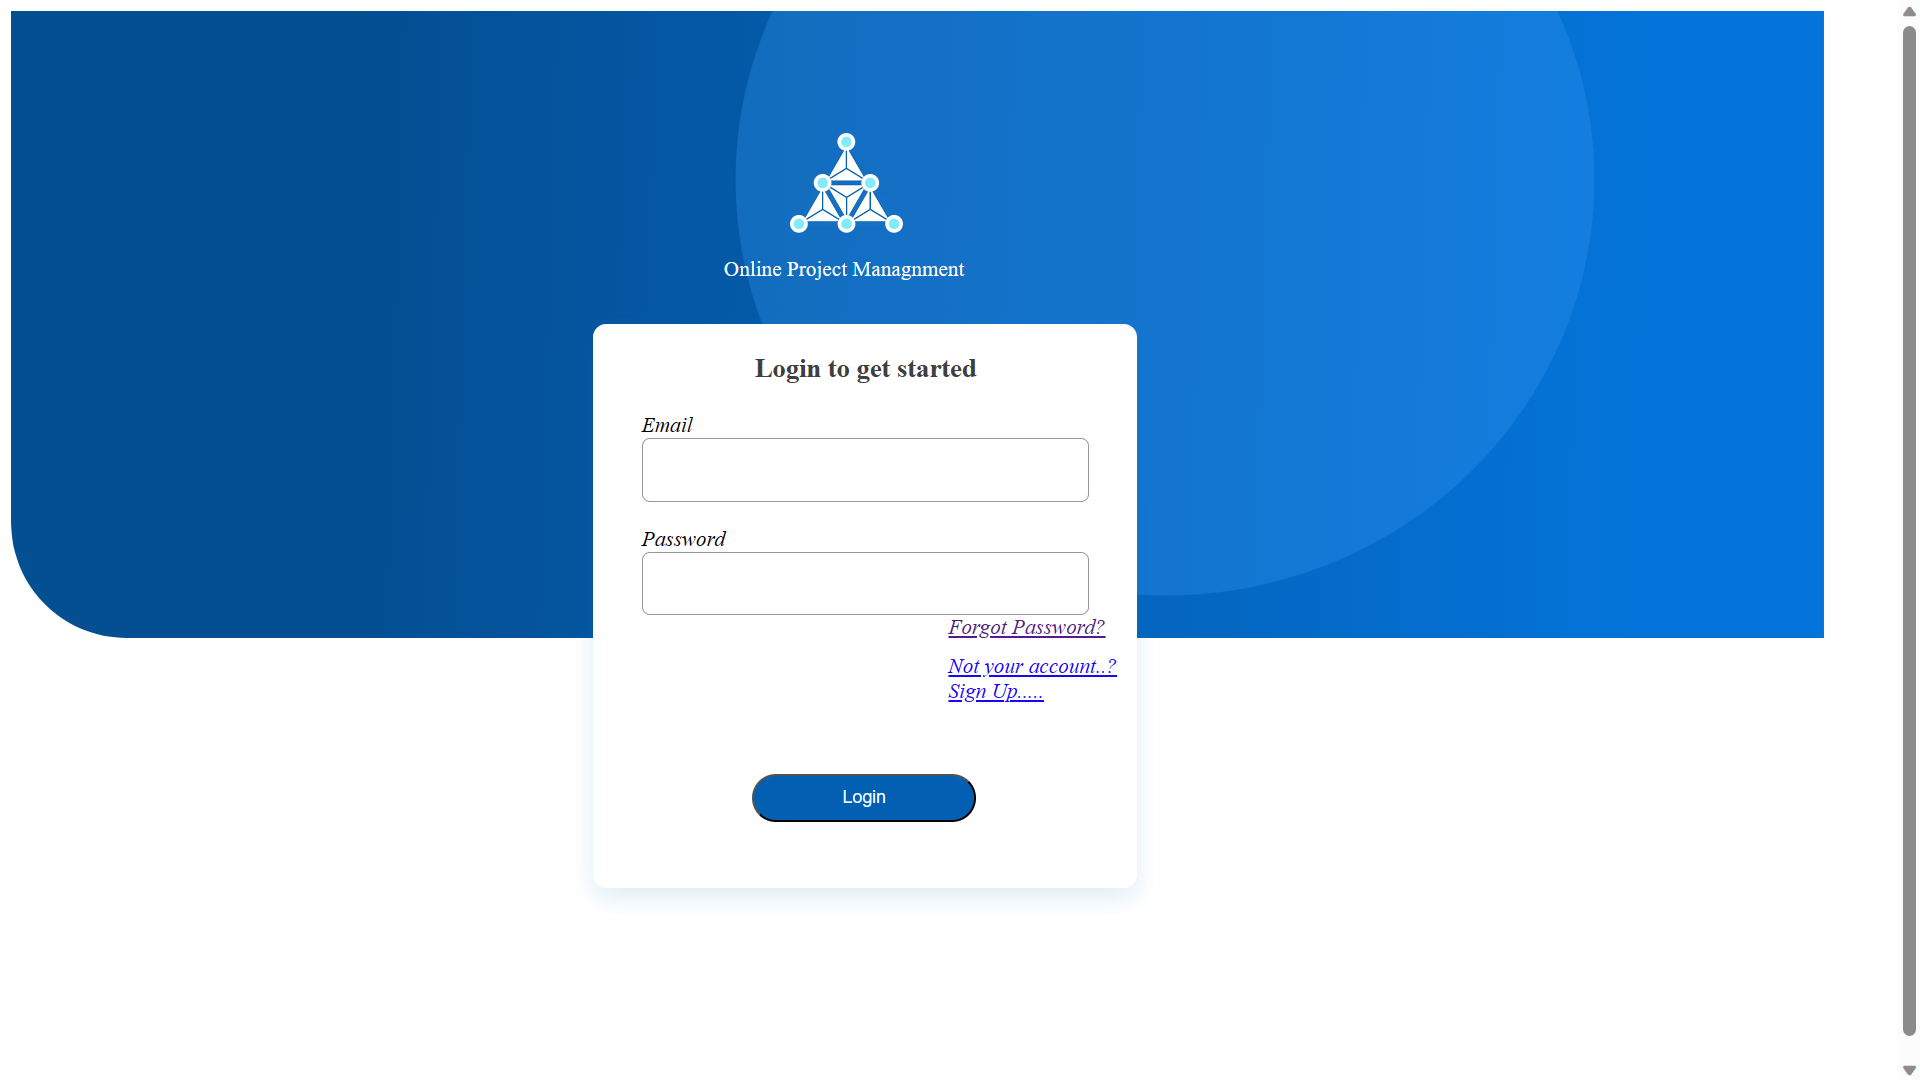 Online Project Managnment
Login to get started
Email
Password
Forgot Password?
Not your account..?
Sign Up.....
Login